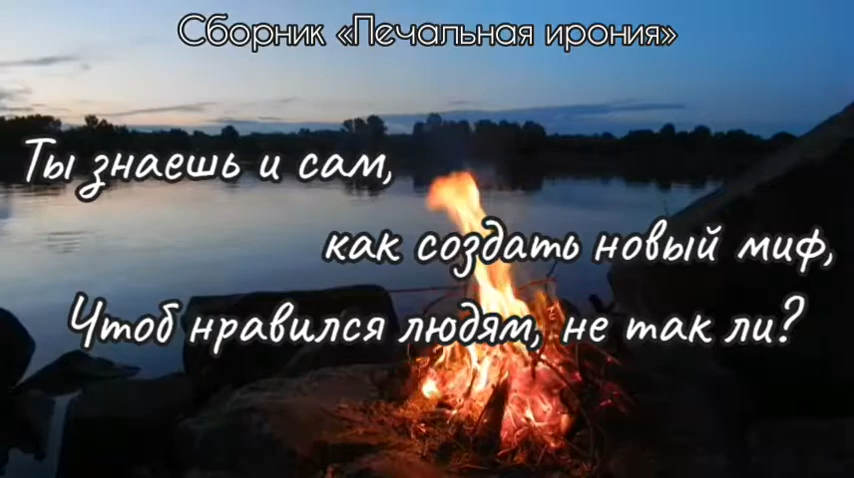 Сборник «Печальная ирония»
Ты знаешь и сам,
как создать новый миф,
Чтоб нравился людям, не так ли?